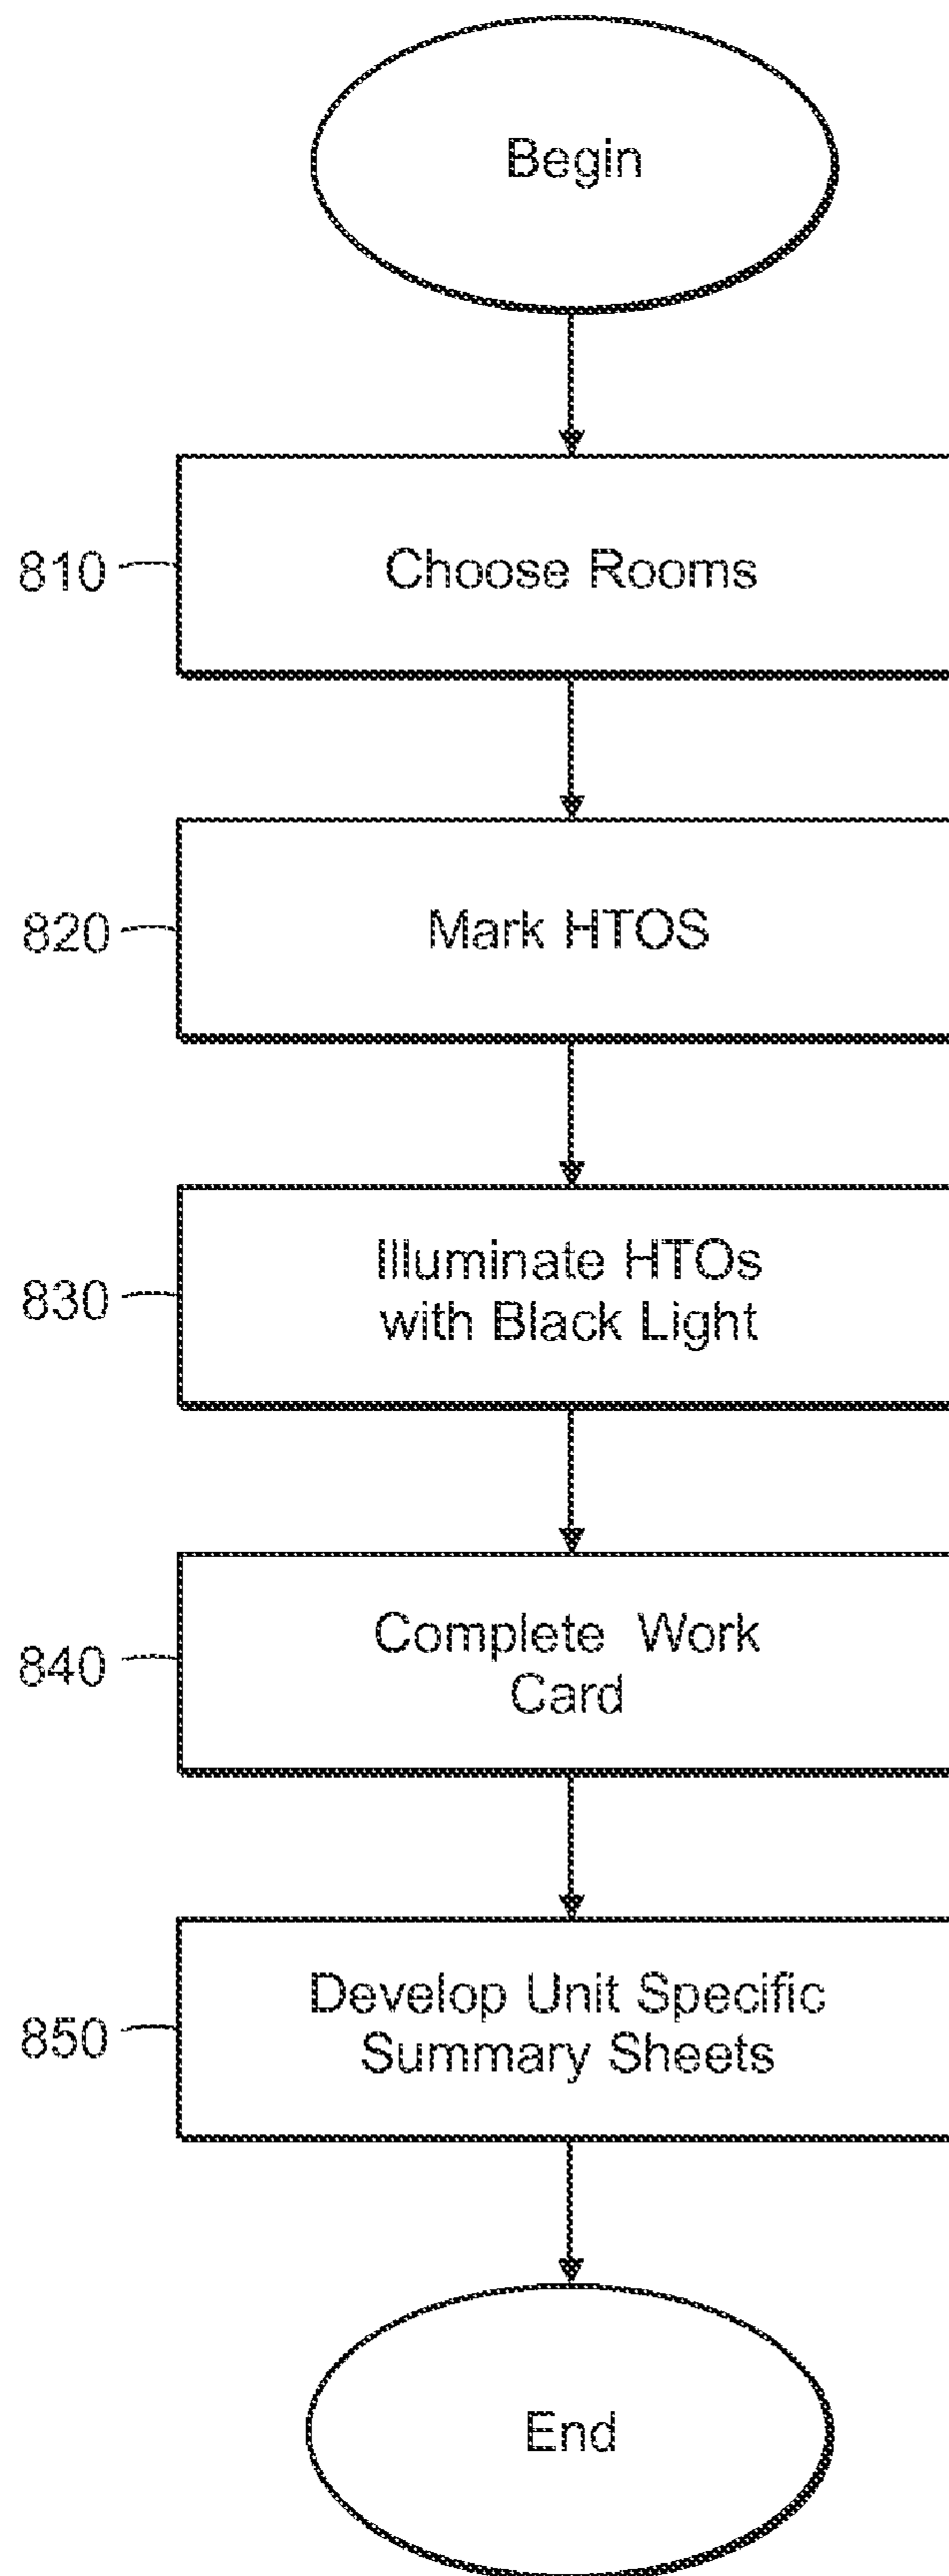 Begin
810
Choose Rooms
820
Mark HTOS
830
Illuminate HTOs
with Black Light
840
Complete Work
Card
850
Develop Unit Specific
Summary Sheets
End